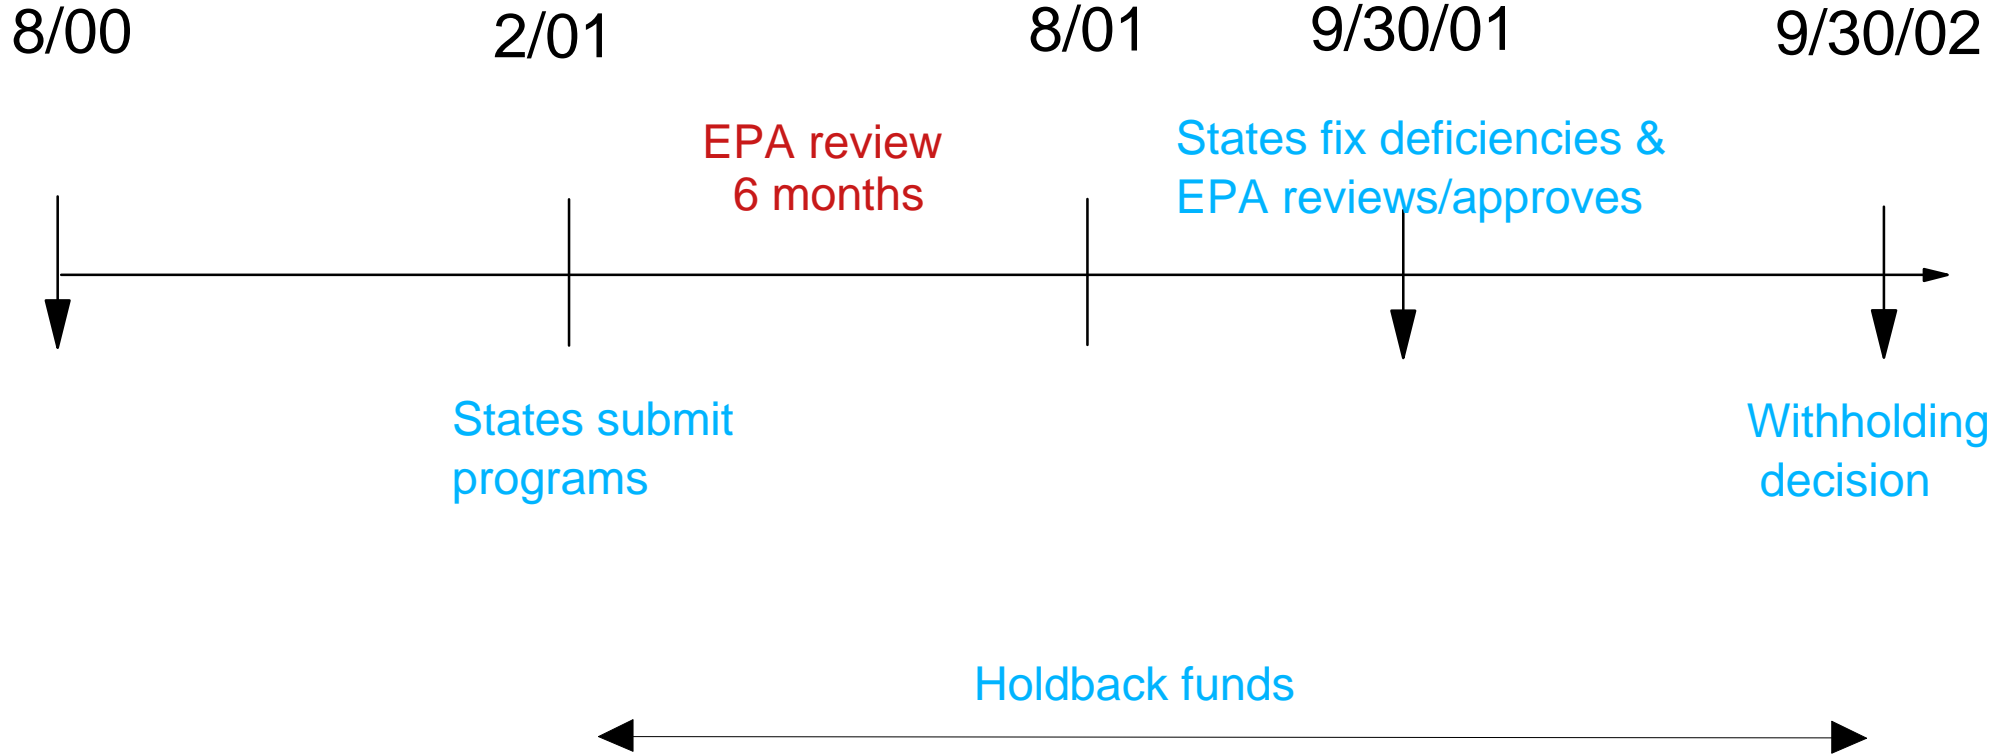 8/00
2/01
8/01
9/30/01
9/30/02
EPA review
6 months
States fix deficiencies &
EPA reviews/approves
States submit
programs
Withholding
decision
Holdback funds